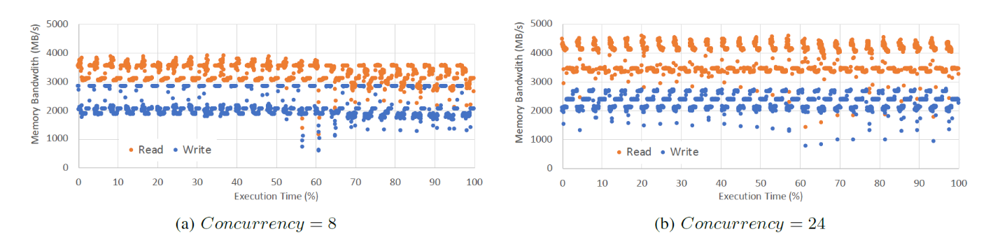 Memory Bandwdith (MB/s)
5000
4000
3000
2000
1000
0
Read
Write
0 10 20 30 40 50 60 70 80 90 100
Execution Time (%)
(a) Concurrency = 8
Memory Bandwdith (MB/s)
5000
4000
3000
2000
1000
0
Read
Write
0 10 20 30 40 50 60 70 80 90 100
Execution Time (%)
(b) Concurrency = 24